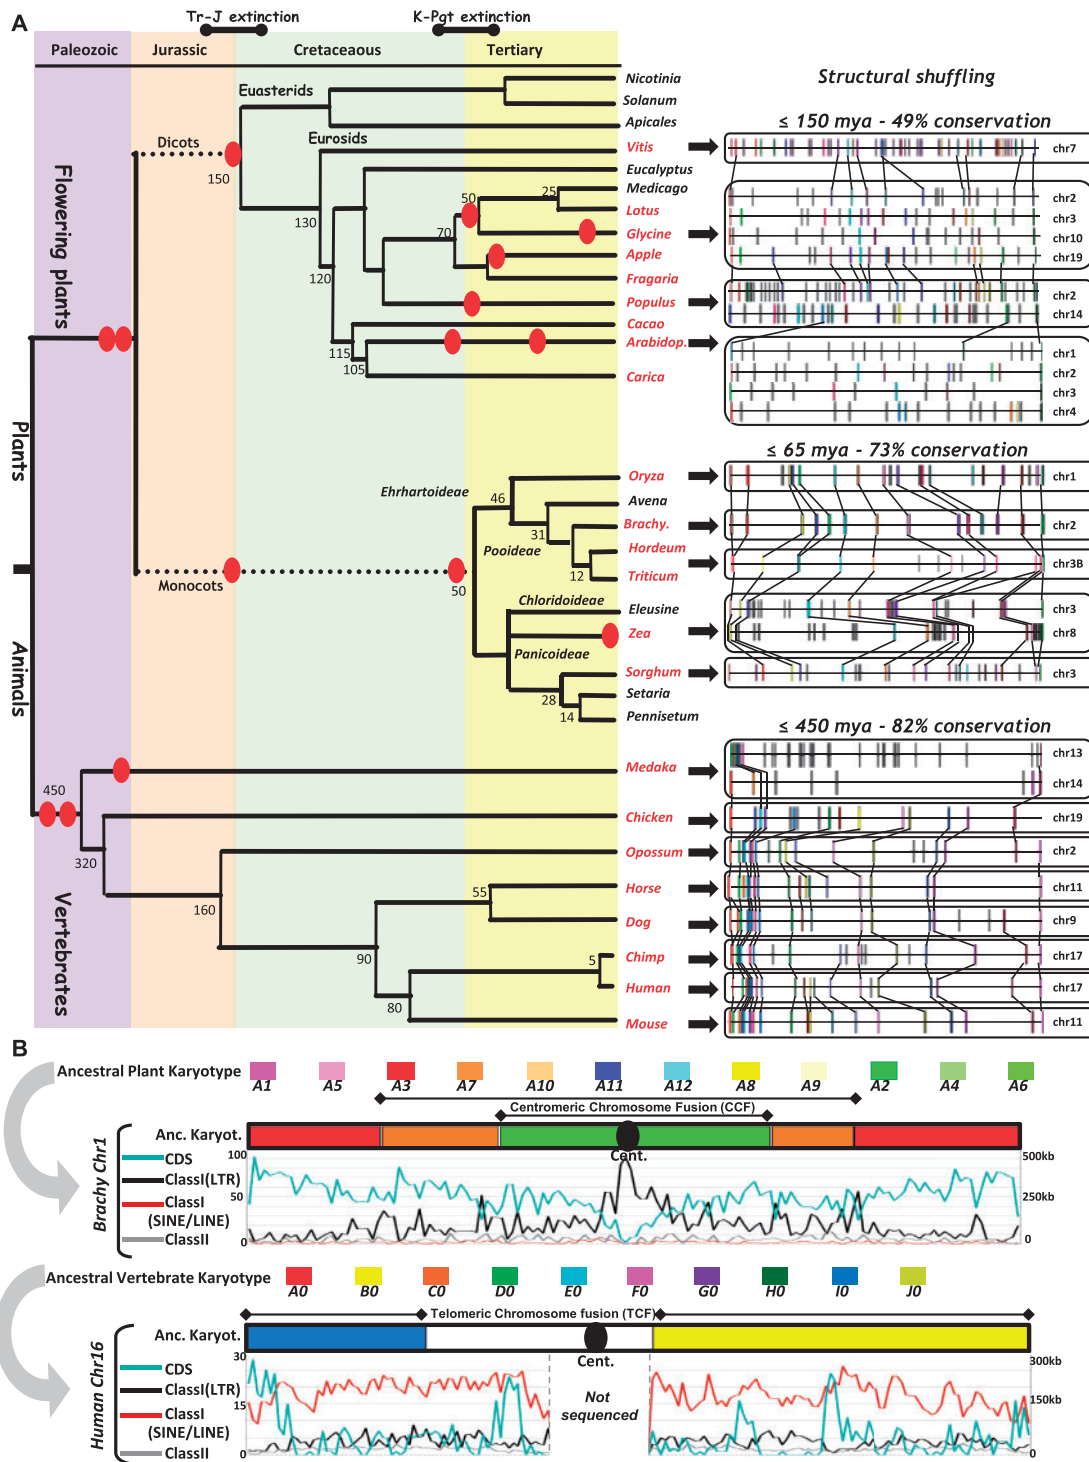 A
Tr-J extinction
K-Pgt extinction
Paleozoic
Jurassic
Cretaceous
Tertiary
Structural shuffling
Flowering plants
Plants
Animals
Vertebrates
Dicots
Euasterids
Eurosids
Monocots
Ehrhartoideae
Pooideae
Chloridoideae
Panicoideae
150
130
120
115
105
70
50
25
50
46
31
12
28
14
450
320
160
90
80
55
5
Nicotinia
Solanum
Apicales
Vitis
Eucalyptus
Medicago
Lotus
Glycine
Apple
Fragaria
Populus
Cacao
Arabidop.
Carica
Oryza
Avena
Brachy.
Hordeum
Triticum
Eleusine
Zea
Sorghum
Setaria
Pennisetum
Medaka
Chicken
Opossum
Horse
Dog
Chimp
Human
Mouse
≤ 150 mya - 49% conservation
chr7
chr2
chr3
chr10
chr19
chr2
chr14
chr1
chr2
chr3
chr4
≤ 65 mya - 73% conservation
chr1
chr2
chr3B
chr3
chr8
chr3
≤ 450 mya - 82% conservation
chr13
chr14
chr19
chr2
chr11
chr9
chr17
chr17
chr11
B
Ancestral Plant Karyotype
A1 A5 A3 A7 A10 A11 A12 A8 A9 A2 A4 A6
Centromeric Chromosome Fusion (CCF)
Brachy Chr1
Anc. Karyot.
Cent.
CDS
ClassI(LTR)
ClassI
(SINE/LINE)
ClassII
100
50
0
500kb
250kb
0
Ancestral Vertebrate Karyotype
A0 B0 C0 D0 E0 F0 G0 H0 I0 J0
Telomeric Chromosome fusion (TCF)
Human Chr16
Anc. Karyot.
Cent.
CDS
ClassI(LTR)
ClassI
(SINE/LINE)
ClassII
30
15
0
Not
sequenced
300kb
150kb
0